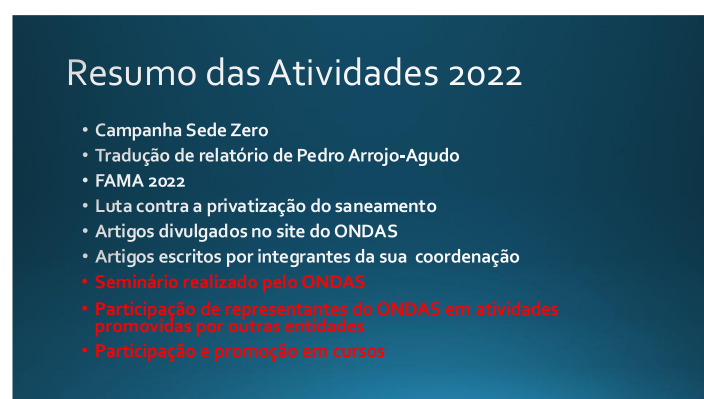 Resumo das Atividades 2022
• Campanha Sede Zero
• Tradução de relatório de Pedro Arrojo-Agudo
• FAMA 2022
• Luta contra a privatização do saneamento
• Artigos divulgados no site do ONDAS
• Artigos escritos por integrantes da sua coordenação
• Seminário realizado pelo ONDAS
• Participação de representantes do ONDAS em atividades
promovidas por outras entidades
• Participação e promoção em cursos